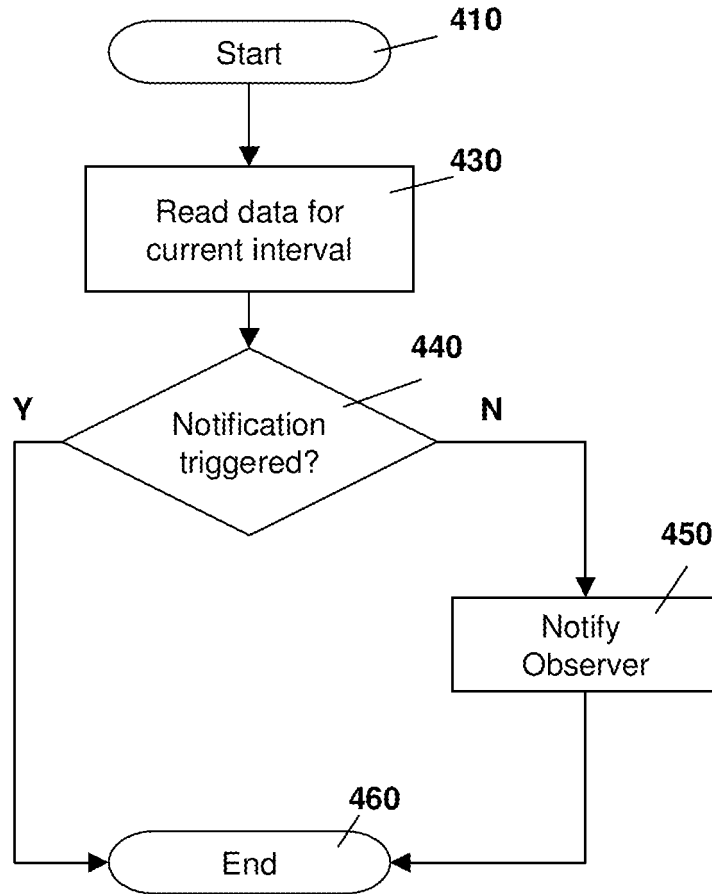 410
Start
430
Read data for
current interval
440
Y
N
Notification
triggered?
450
Notify
Observer
460
End